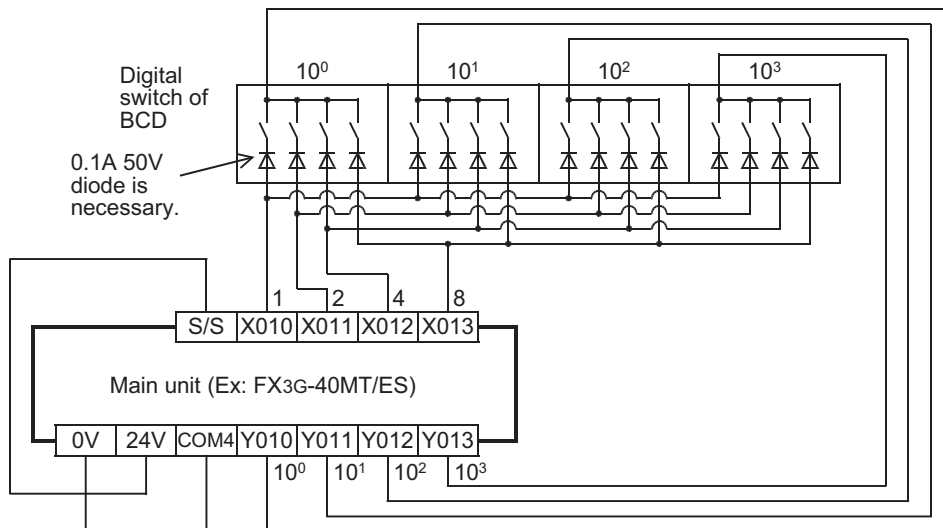 10⁰ 10¹ 10² 10³
Digital
switch of
BCD
0.1A 50V
diode is
necessary.
1 2 4 8
S/S X010 X011 X012 X013
Main unit (Ex: FX3G-40MT/ES)
0V 24V COM4 Y010 Y011 Y012 Y013
10⁰ 10¹ 10² 10³